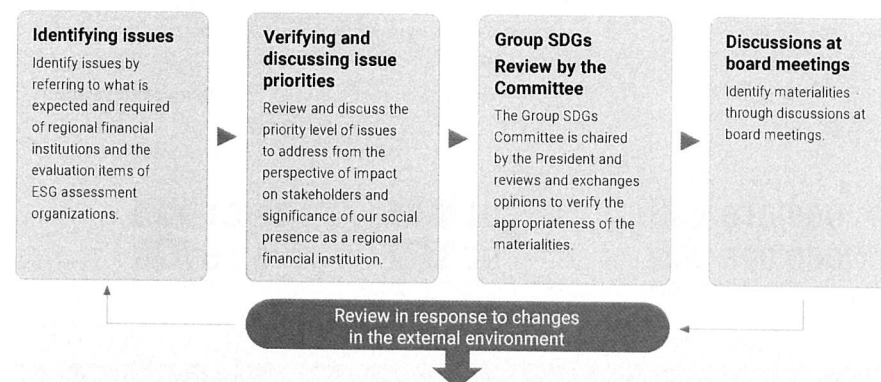 Identifying issues
Identify issues by
referring to what is
expected and required
of regional financial
institutions and the
evaluation items of
ESG assessment
organizations.
Verifying and
discussing issue
priorities
Review and discuss the
priority level of issues
to address from the
perspective of impact
on stakeholders and
significance of our social
presence as a regional
financial institution.
Group SDGs
Review by the
Committee
The Group SDGs
Committee is chaired
by the President and
reviews and exchanges
opinions to verify the
appropriateness of the
materialities.
Discussions at
board meetings
Identify materialities
through discussions at
board meetings.
Review in response to changes
in the external environment